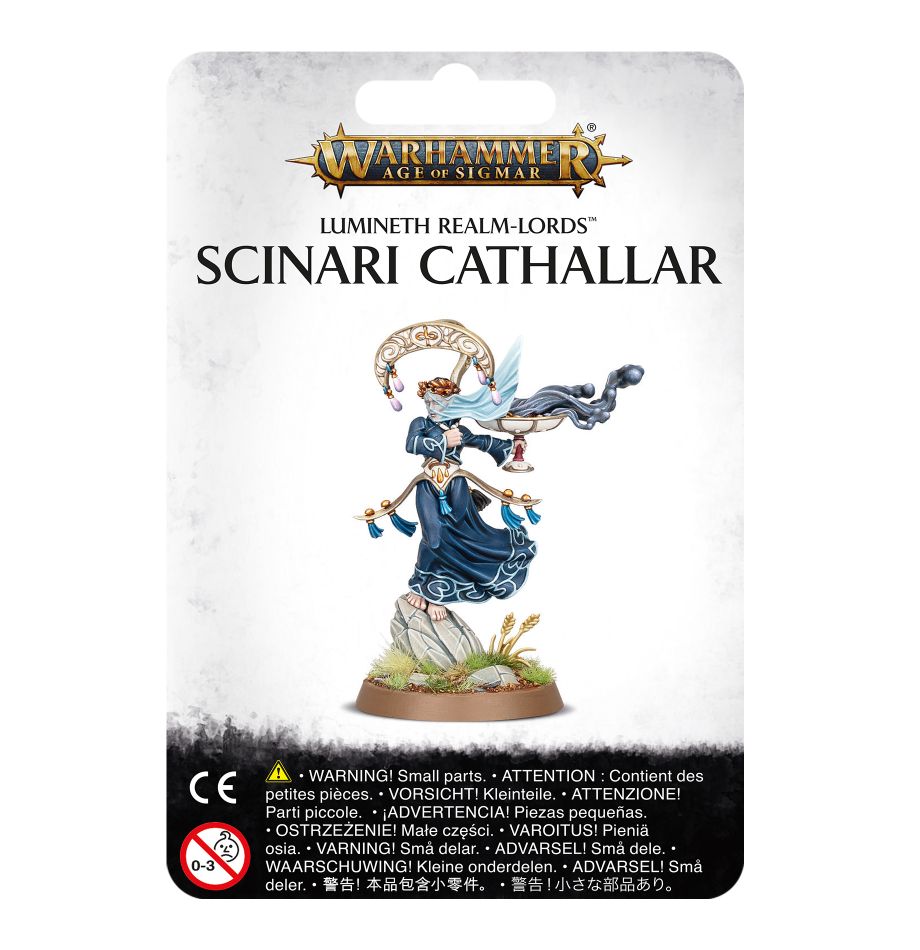 WARHAMMER®
AGE OF SIGMAR
LUMINETH REALM-LORDS™
SCINARI CATHALLAR
CE
0-3
• WARNING! Small parts. • ATTENTION : Contient des
petites pièces. • VORSICHT! Kleinteile. • ATTENZIONE!
Parti piccole. • ¡ADVERTENCIA! Piezas pequeñas.
• OSTRZEŻENIE! Małe części. • VAROITUS! Pieniä
osia. • VARNING! Små delar. • ADVARSEL! Små dele. •
WAARSCHUWING! Kleine onderdelen. • ADVARSEL! Små
deler. • 警告! 本品包含小零件。 • 警告！小さな部品あり。